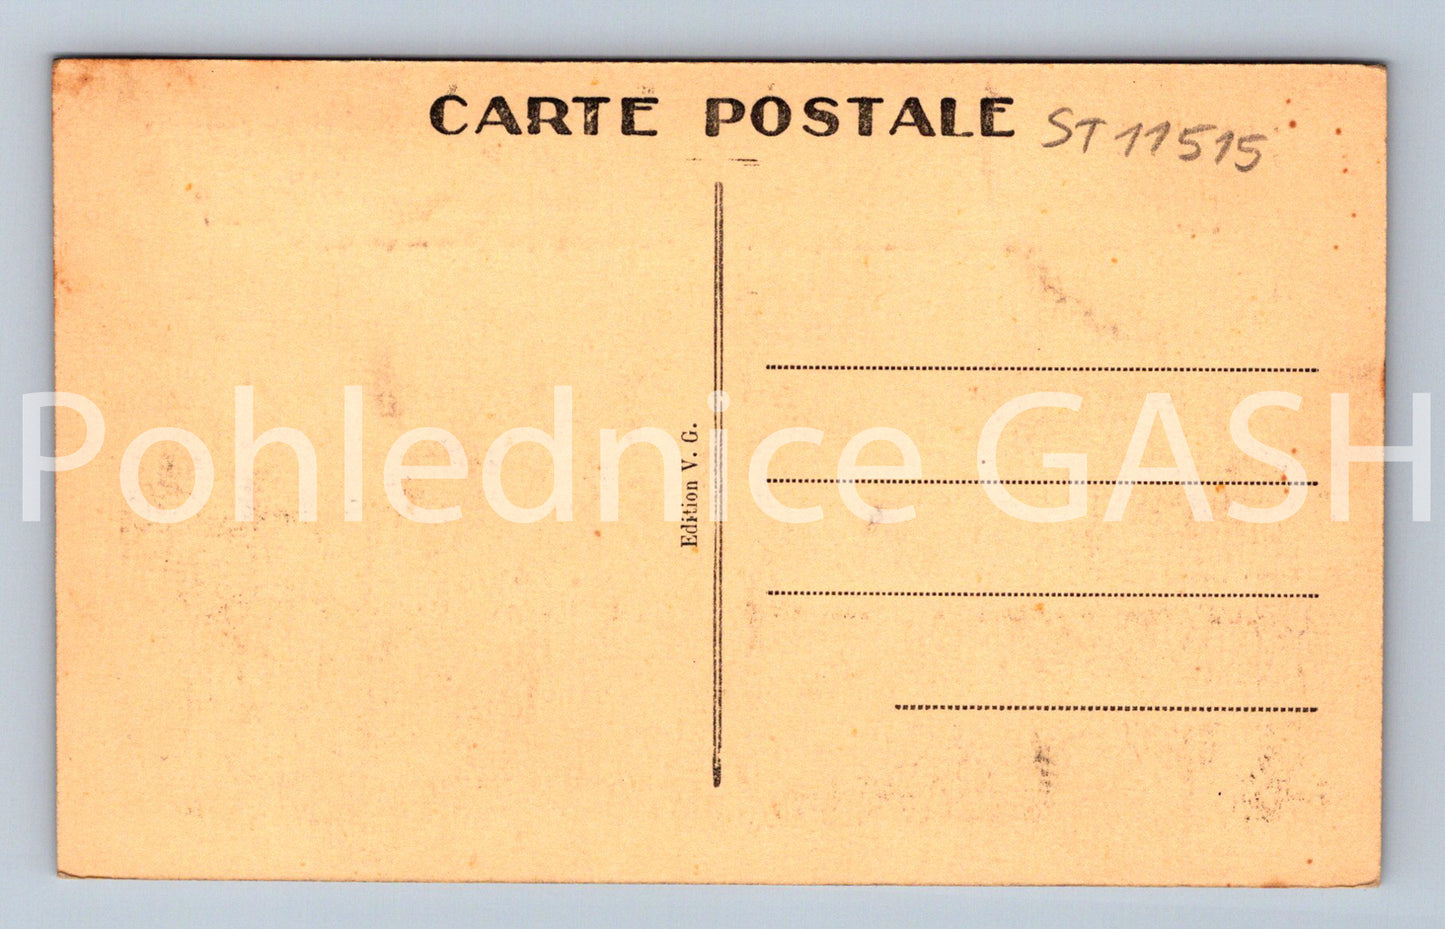 CARTE POSTALE
ST 11515
Edition V. G.
Pohlednice GASH